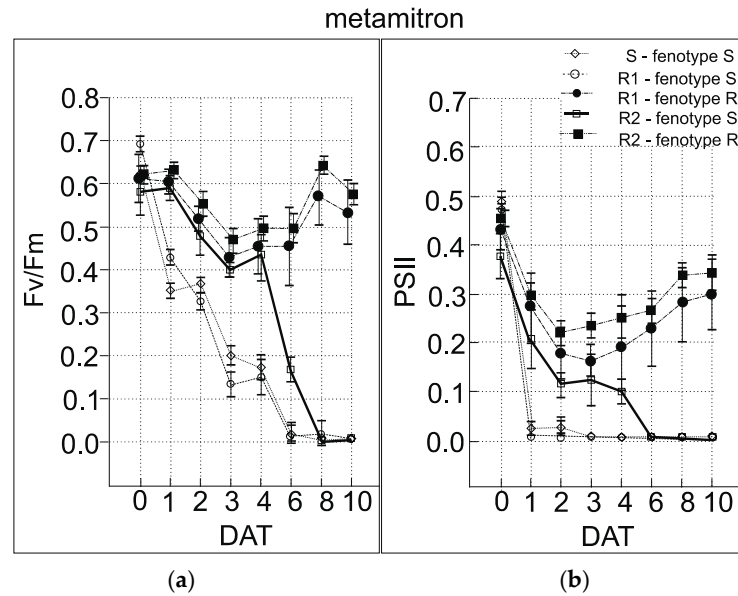 metamitron
Fv/Fm
0.8
0.7
0.6
0.5
0.4
0.3
0.2
0.1
0.0
0 1 2 3 4 6 8 10
DAT
(a)
S - fenotype S
R1 - fenotype S
R1 - fenotype R
R2 - fenotype S
R2 - fenotype R
PSII
0.7
0.6
0.5
0.4
0.3
0.2
0.1
0.0
0 1 2 3 4 6 8 10
DAT
(b)